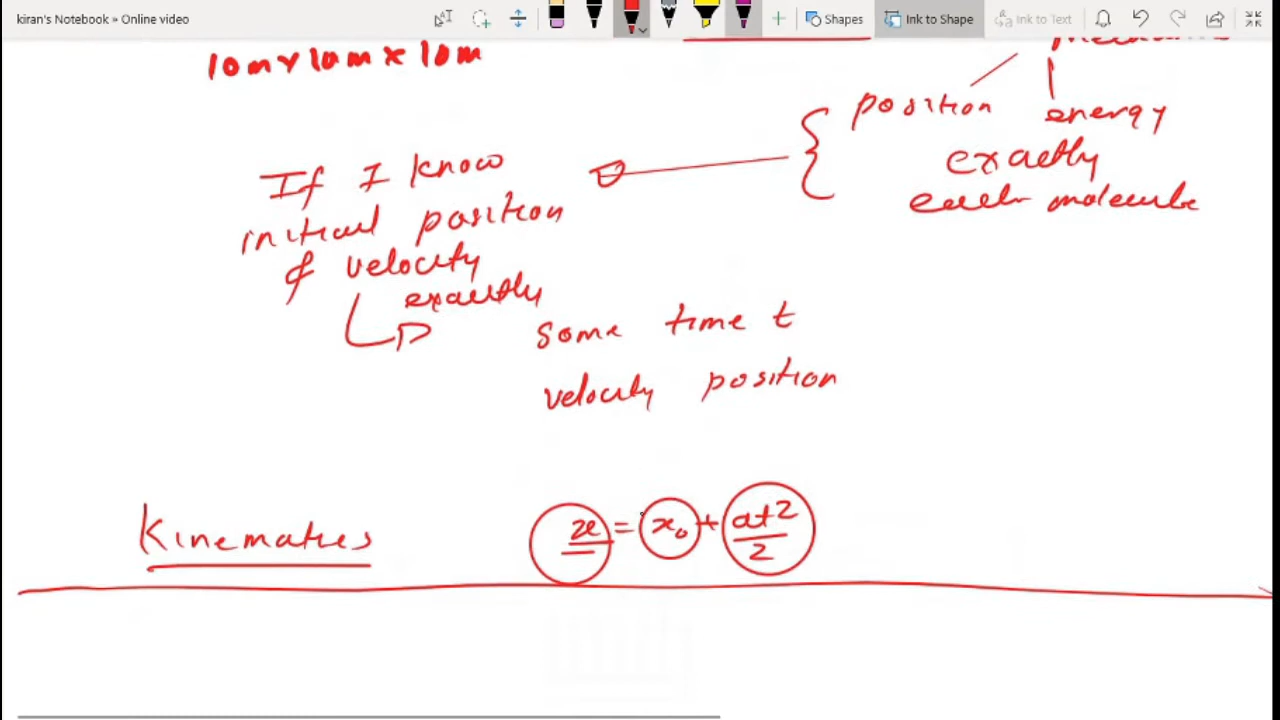 kiran's Notebook » Online video
Shapes
Ink to Shape
Ink to Text
10m x 10m x 10m
position
energy
exactly
each molecule
If I know
initial position
& velocity
exactly
some time t
velocity position
Kinematics
x = x₀ + at2/2